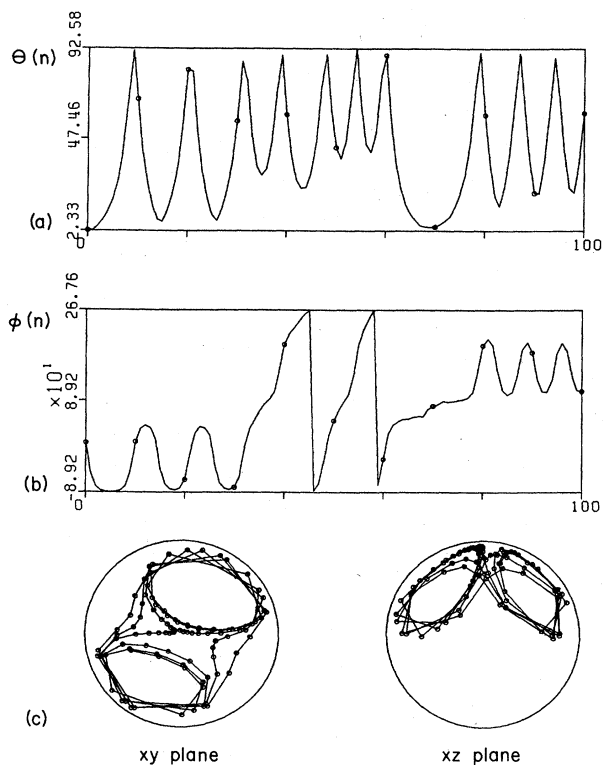 92.58
Θ(n)
47.46
(a)
2.33
0
100
26.76
ϕ(n)
×10¹
8.92
-8.92
(b)
0
100
(c)
xy plane
xz plane